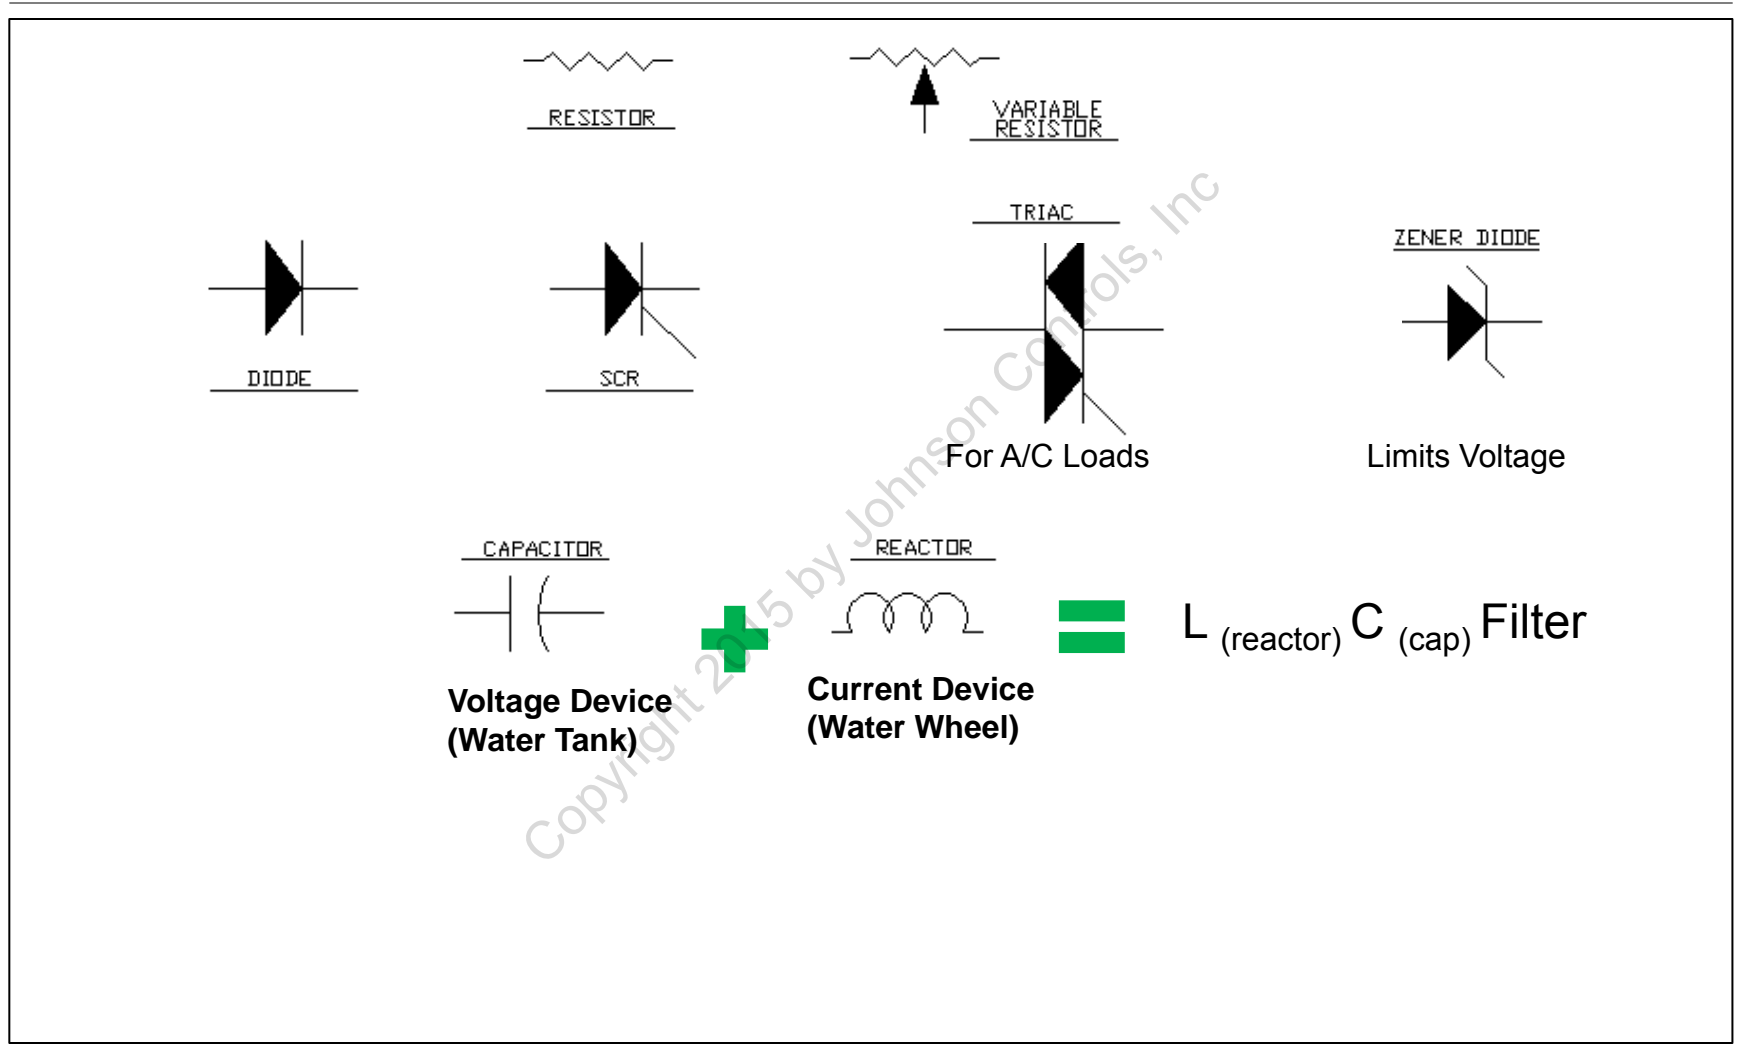 RESISTOR
VARIABLE
RESISTOR
TRIAC
ZENER DIODE
DIODE
SCR
For A/C Loads
Limits Voltage
CAPACITOR
REACTOR
L (reactor) C (cap) Filter
Voltage Device
(Water Tank)
Current Device
(Water Wheel)
Copyright 2015 by Johnson Controls, Inc